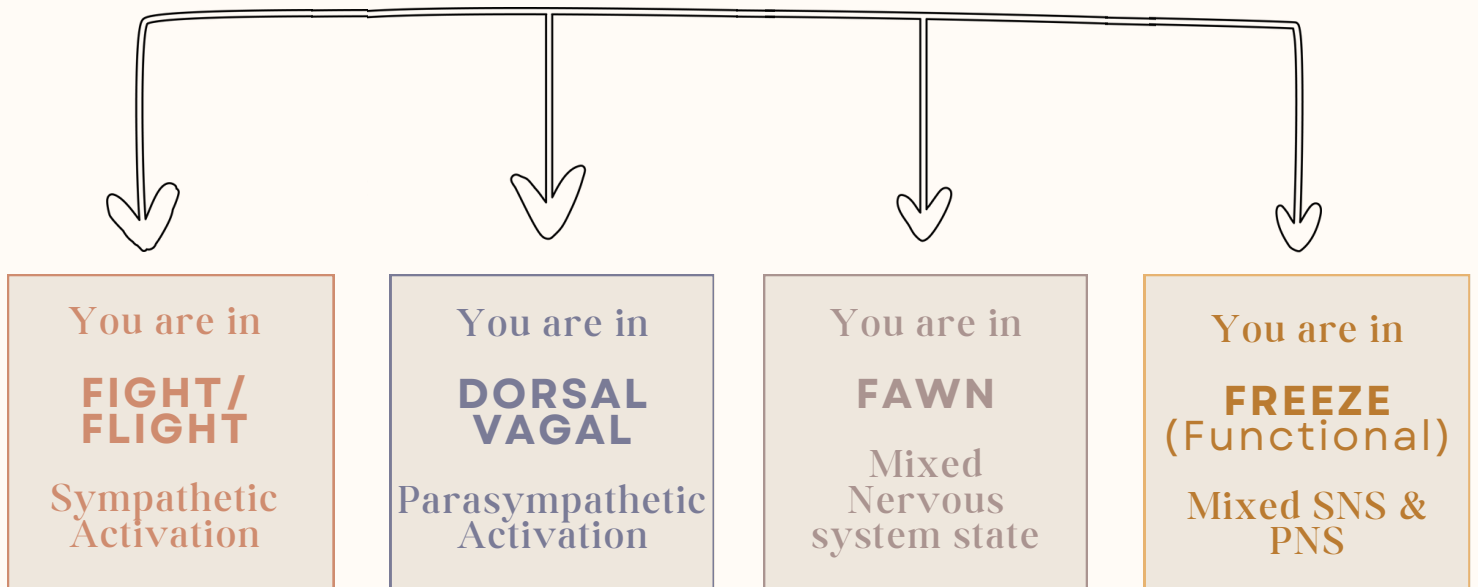 You are in
FIGHT/
FLIGHT
Sympathetic
Activation
You are in
DORSAL
VAGAL
Parasympathetic
Activation
You are in
FAWN
Mixed
Nervous
system state
You are in
FREEZE
(Functional)
Mixed SNS &
PNS